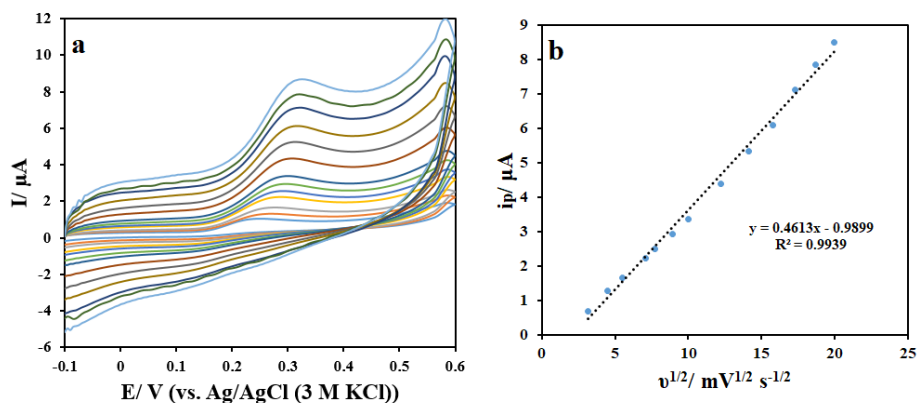 a
12
10
8
6
4
2
0
-2
-4
-6
I/ µA
-0.1 0 0.1 0.2 0.3 0.4 0.5 0.6
E/ V (vs. Ag/AgCl (3 M KCl))
b
9
8
7
6
5
4
3
2
1
0
ip/ µA
y = 0.4613x - 0.9899
R² = 0.9939
0 5 10 15 20 25
υ1/2/ mV1/2 s-1/2